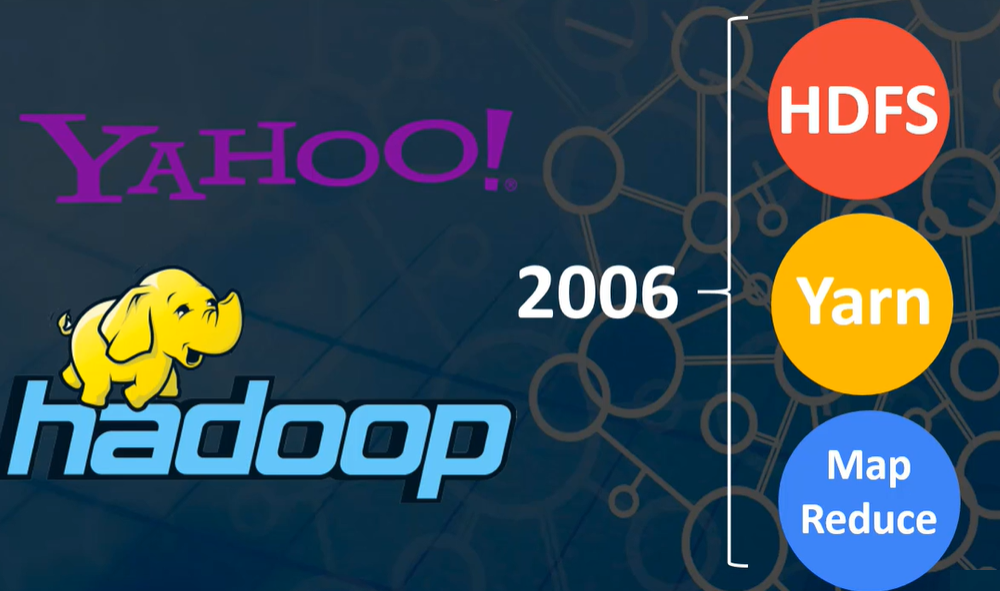 YAHOO!®
hadoop
2006
HDFS
Yarn
Map
Reduce